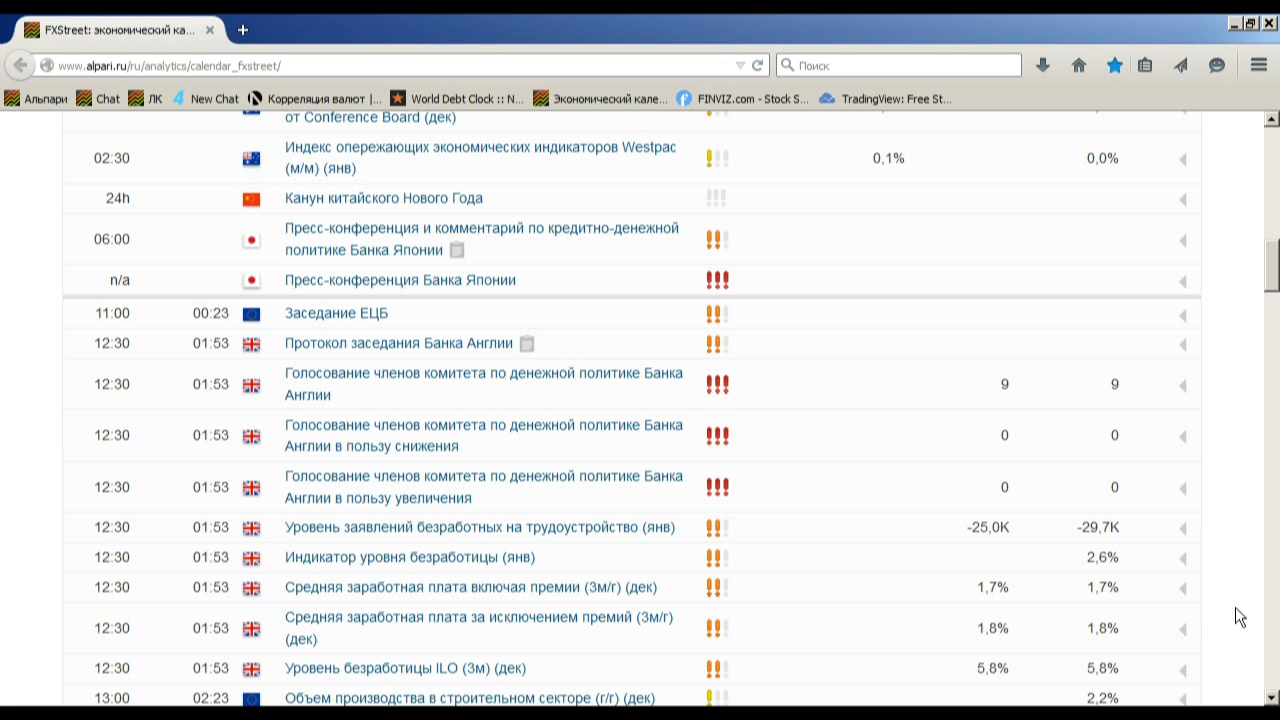 FXStreet: экономический ка...
www.alpari.ru/ru/analytics/calendar_fxstreet/
Поиск
Альпари Chat ЛК New Chat Корреляция валют |... World Debt Clock :: N... Экономический кале... FINVIZ.com - Stock S... TradingView: Free St...
от Conference Board (дек)
02:30 Индекс опережающих экономических индикаторов Westpac 0,1% 0,0%
(м/м) (янв)
24h Канун китайского Нового Года
06:00 Пресс-конференция и комментарий по кредитно-денежной
политике Банка Японии
n/a Пресс-конференция Банка Японии
11:00 00:23 Заседание ЕЦБ
12:30 01:53 Протокол заседания Банка Англии
12:30 01:53 Голосование членов комитета по денежной политике Банка 9 9
Англии
12:30 01:53 Голосование членов комитета по денежной политике Банка 0 0
Англии в пользу снижения
12:30 01:53 Голосование членов комитета по денежной политике Банка 0 0
Англии в пользу увеличения
12:30 01:53 Уровень заявлений безработных на трудоустройство (янв) -25,0K -29,7K
12:30 01:53 Индикатор уровня безработицы (янв) 2,6%
12:30 01:53 Средняя заработная плата включая премии (3м/г) (дек) 1,7% 1,7%
12:30 01:53 Средняя заработная плата за исключением премий (3м/г) 1,8% 1,8%
(дек)
12:30 01:53 Уровень безработицы ILO (3м) (дек) 5,8% 5,8%
13:00 02:23 Объем производства в строительном секторе (г/г) (дек) 2,2%